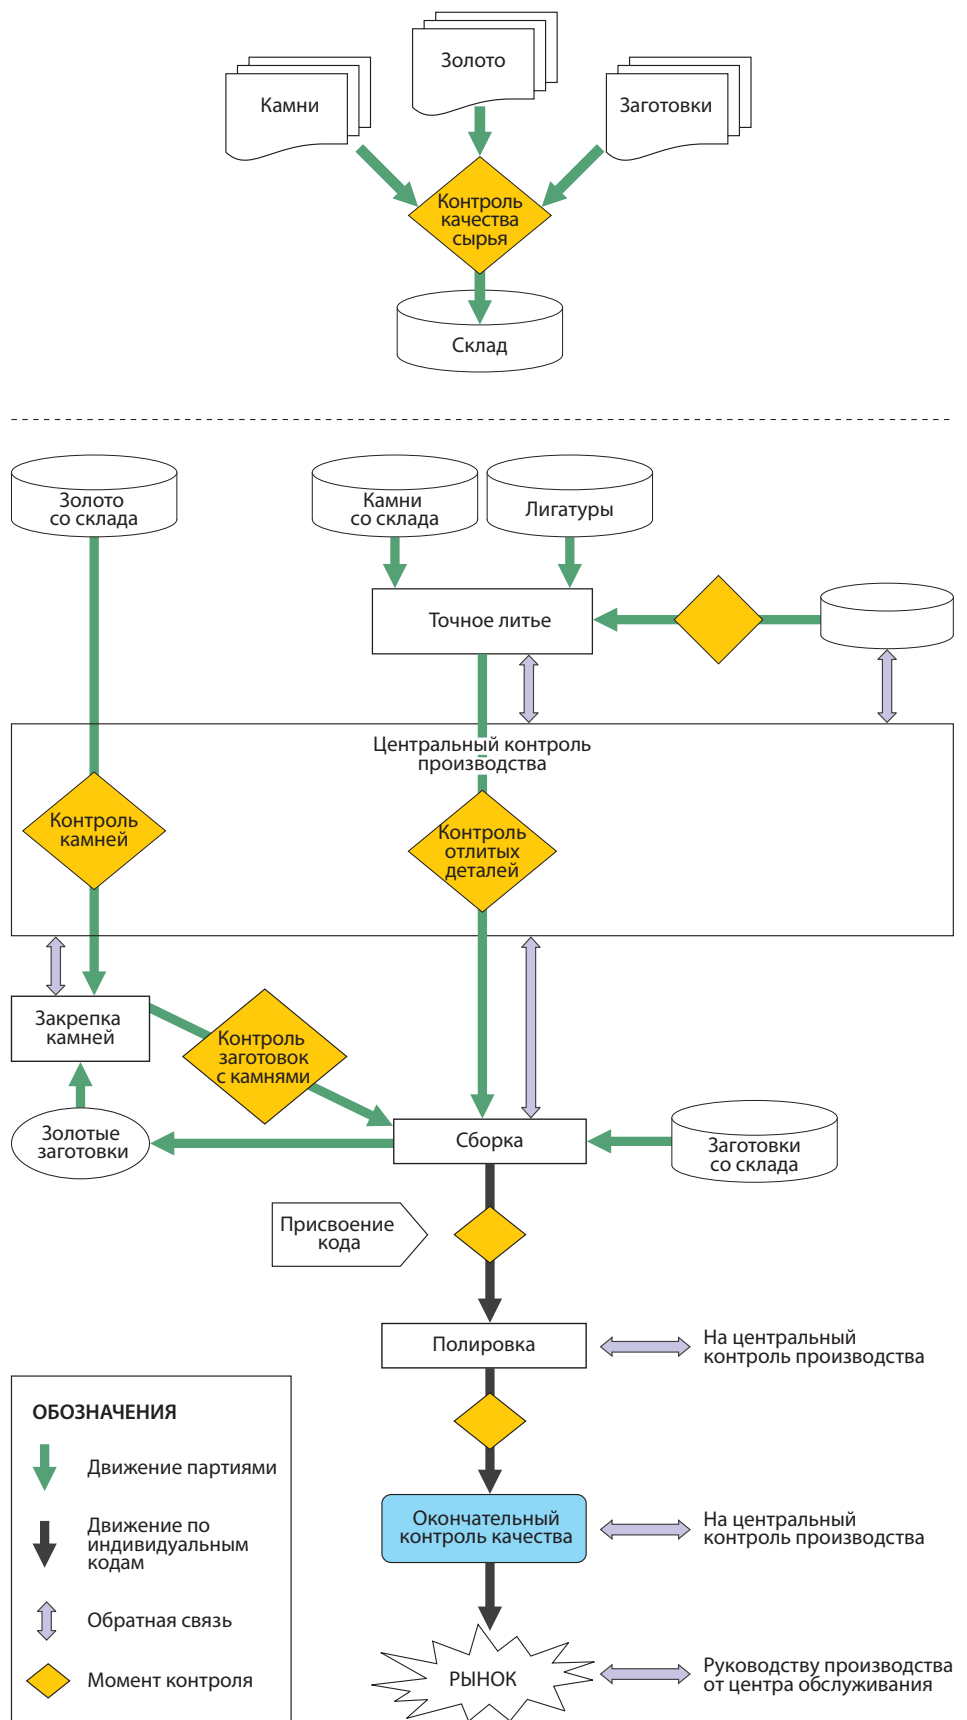 Золото
Камни
Заготовки
Контроль
качества
сырья
Склад
Золото
со склада
Камни
со склада
Лигатуры
Точное литье
Центральный контроль
производства
Контроль
камней
Контроль
отлитых
деталей
Закрепка
камней
Контроль
заготовок
с камнями
Золотые
заготовки
Сборка
Заготовки
со склада
Присвоение
кода
Полировка
На центральный
контроль производства
ОБОЗНАЧЕНИЯ
Движение партиями
Движение по
индивидуальным
кодам
Обратная связь
Момент контроля
Окончательный
контроль качества
На центральный
контроль производства
РЫНОК
Руководству производства
от центра обслуживания